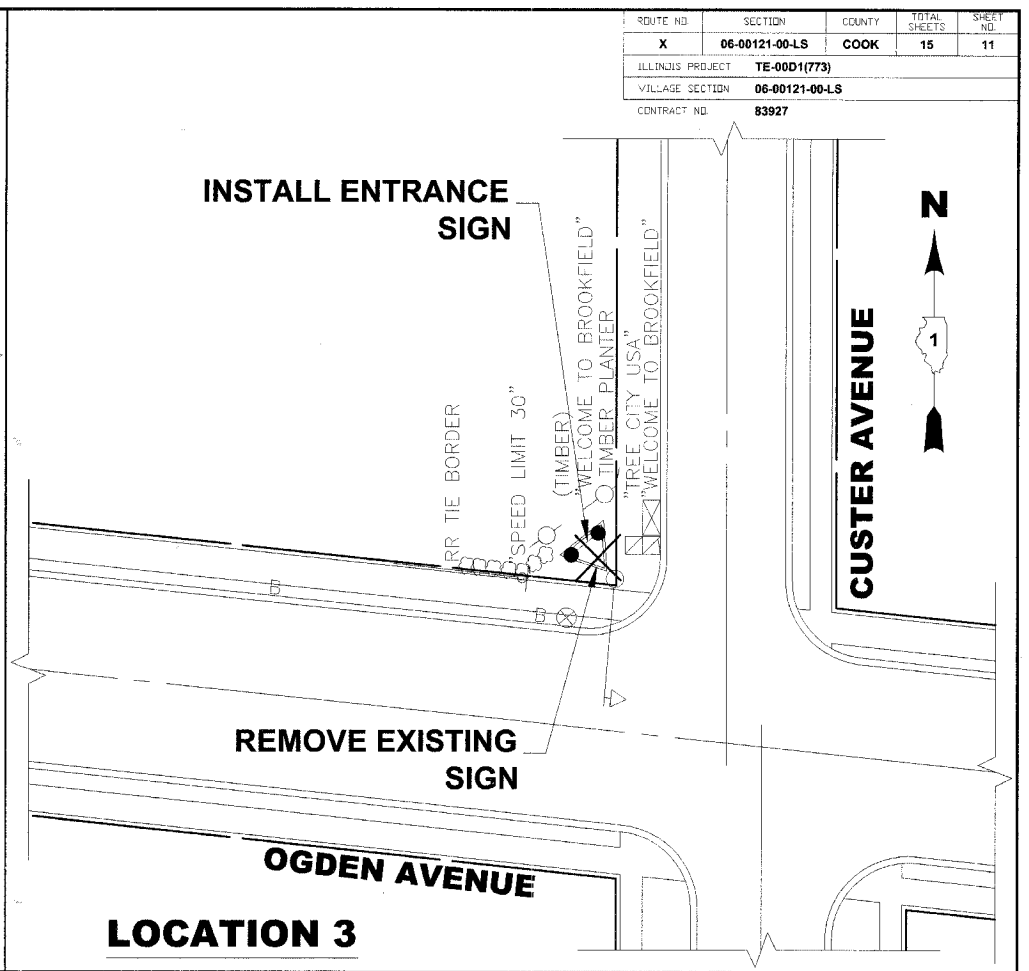 ROUTE NO. SECTION COUNTY TOTAL SHEETS SHEET NO.
X 06-00121-00-LS COOK 15 11
ILLINOIS PROJECT TE-00D1(773)
VILLAGE SECTION 06-00121-00-LS
CONTRACT NO. 83927
INSTALL ENTRANCE
SIGN
N
1
RR TIE BORDER
"SPEED LIMIT 30"
(TIMBER)
"WELCOME TO BROOKFIELD"
TIMBER PLANTER
"TREE CITY USA"
"WELCOME TO BROOKFIELD"
CUSTER AVENUE
B
B
REMOVE EXISTING
SIGN
OGDEN AVENUE
LOCATION 3